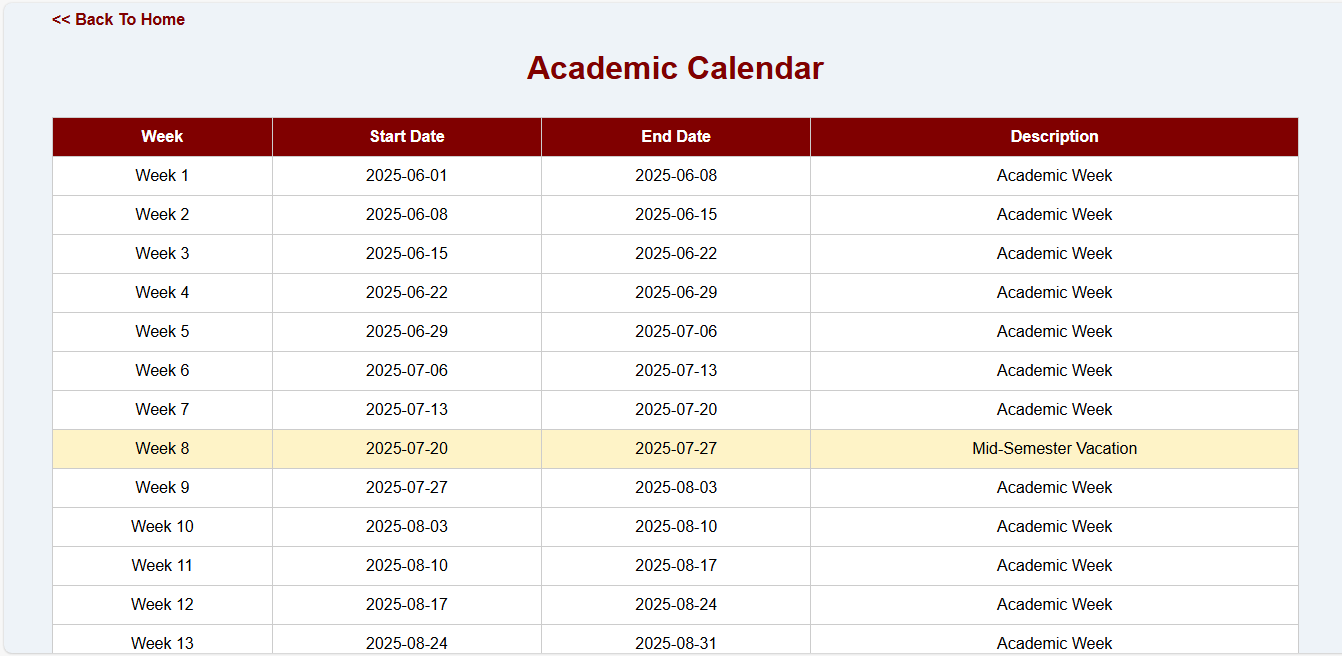 << Back To Home
Academic Calendar
Week Start Date End Date Description
Week 1 2025-06-01 2025-06-08 Academic Week
Week 2 2025-06-08 2025-06-15 Academic Week
Week 3 2025-06-15 2025-06-22 Academic Week
Week 4 2025-06-22 2025-06-29 Academic Week
Week 5 2025-06-29 2025-07-06 Academic Week
Week 6 2025-07-06 2025-07-13 Academic Week
Week 7 2025-07-13 2025-07-20 Academic Week
Week 8 2025-07-20 2025-07-27 Mid-Semester Vacation
Week 9 2025-07-27 2025-08-03 Academic Week
Week 10 2025-08-03 2025-08-10 Academic Week
Week 11 2025-08-10 2025-08-17 Academic Week
Week 12 2025-08-17 2025-08-24 Academic Week
Week 13 2025-08-24 2025-08-31 Academic Week